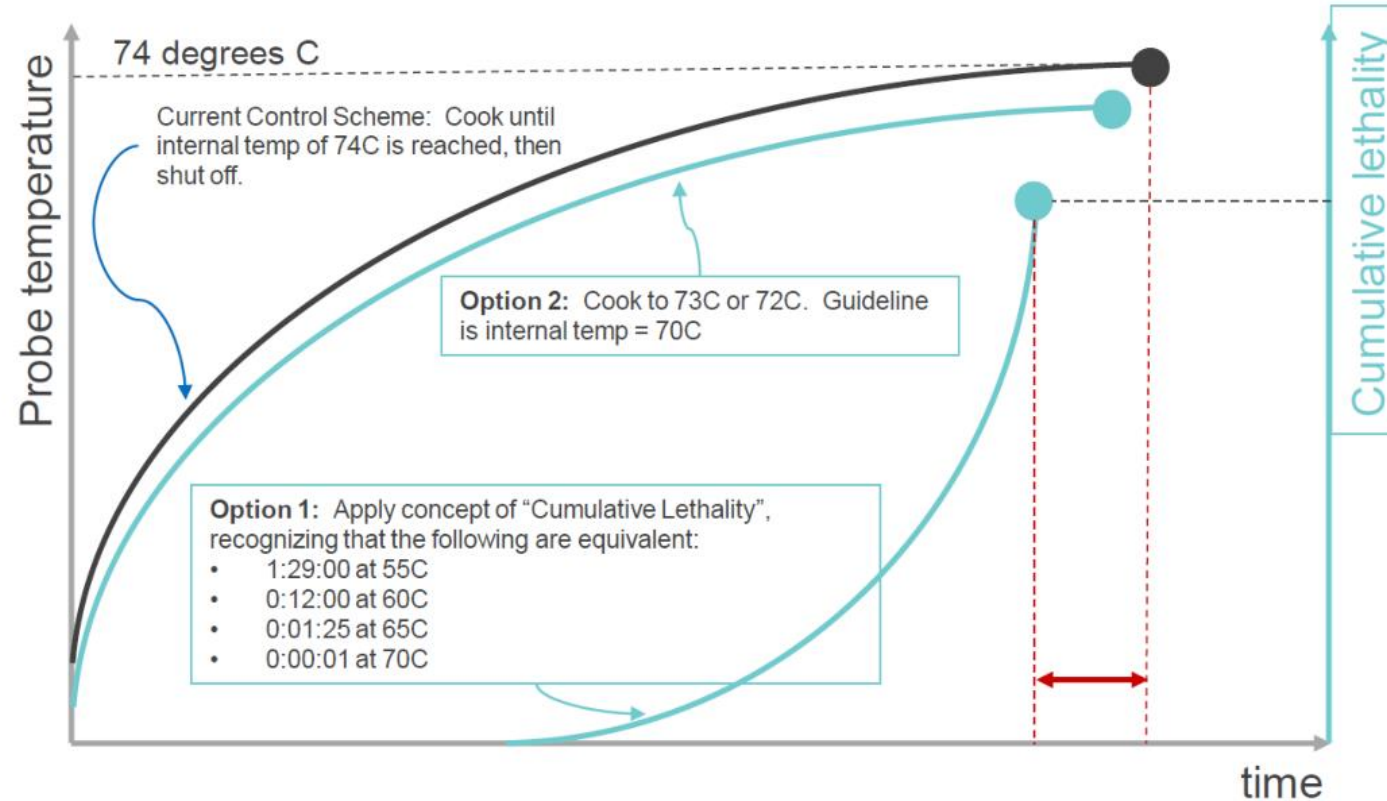 74 degrees C
Probe temperature
Cumulative lethality
Current Control Scheme:  Cook until
internal temp of 74C is reached, then
shut off.
Option 2:  Cook to 73C or 72C.  Guideline
is internal temp = 70C
Option 1:  Apply concept of “Cumulative Lethality”,
recognizing that the following are equivalent:
• 1:29:00 at 55C
• 0:12:00 at 60C
• 0:01:25 at 65C
• 0:00:01 at 70C
time